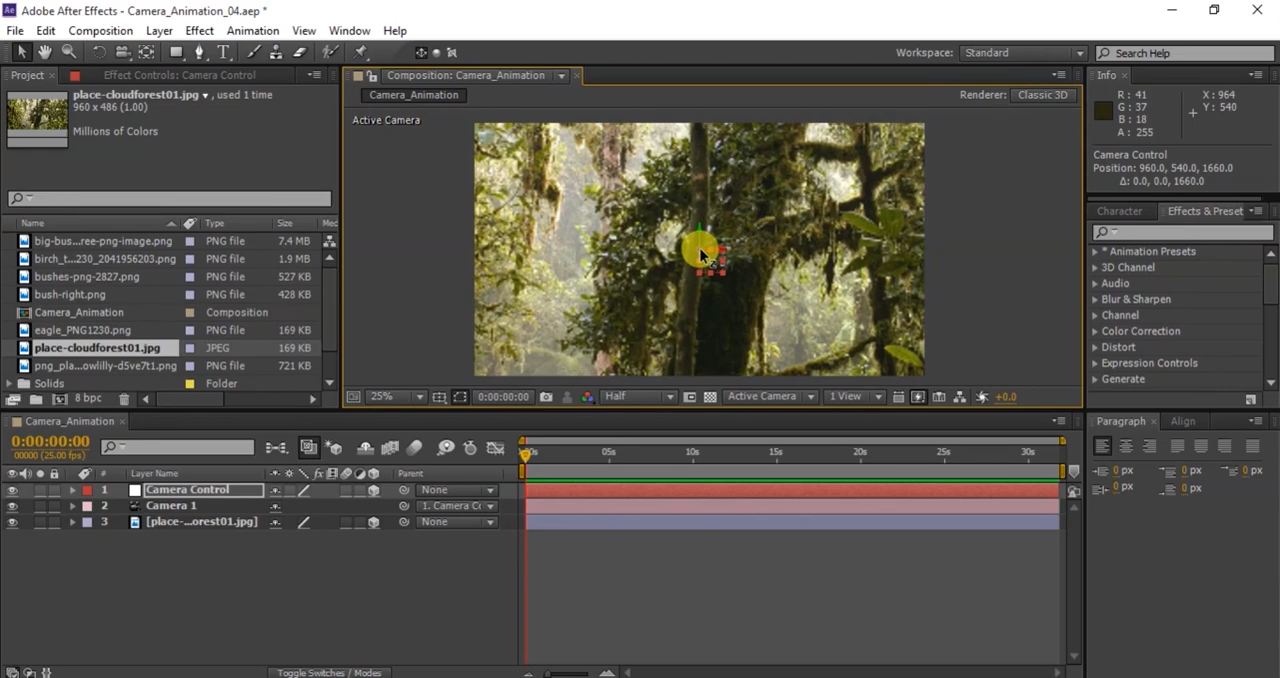 Adobe After Effects - Camera_Animation_04.aep *
File Edit Composition Layer Effect Animation View Window Help
Workspace: Standard
Search Help
Project
Effect Controls: Camera Control
place-cloudforest01.jpg , used 1 time
960 x 486 (1.00)
Millions of Colors
Name Type Size Med
big-bus...ree-png-image.png PNG file 7.4 MB
birch_t...230_2041956203.png PNG file 1.9 MB
bushes-png-2827.png PNG file 527 KB
bush-right.png PNG file 428 KB
Camera_Animation Composition
eagle_PNG1230.png PNG file 169 KB
place-cloudforest01.jpg JPEG 169 KB
png_pla...owlilly-d5ve7t1.png PNG file 721 KB
Solids Folder
8 bpc
Composition: Camera_Animation
Camera_Animation
Renderer: Classic 3D
Active Camera
25% 0:00:00:00 Half Active Camera 1 View +0.0
Info
R : 41
G : 37
B : 18
A : 255
X : 964
Y : 540
Camera Control
Position: 960.0, 540.0, 1660.0
Δ: 0.0, 0.0, 1660.0
Character Effects & Preset
* Animation Presets
3D Channel
Audio
Blur & Sharpen
Channel
Color Correction
Distort
Expression Controls
Generate
Camera_Animation
0:00:00:00
00000 (25.00 fps)
# Layer Name fx Parent
00s 05s 10s 15s 20s 25s 30s
1 Camera Control None
2 Camera 1 1. Camera Cc
3 [place-...orest01.jpg] None
Toggle Switches / Modes
Paragraph Align
0 px 0 px 0 px
0 px 0 px